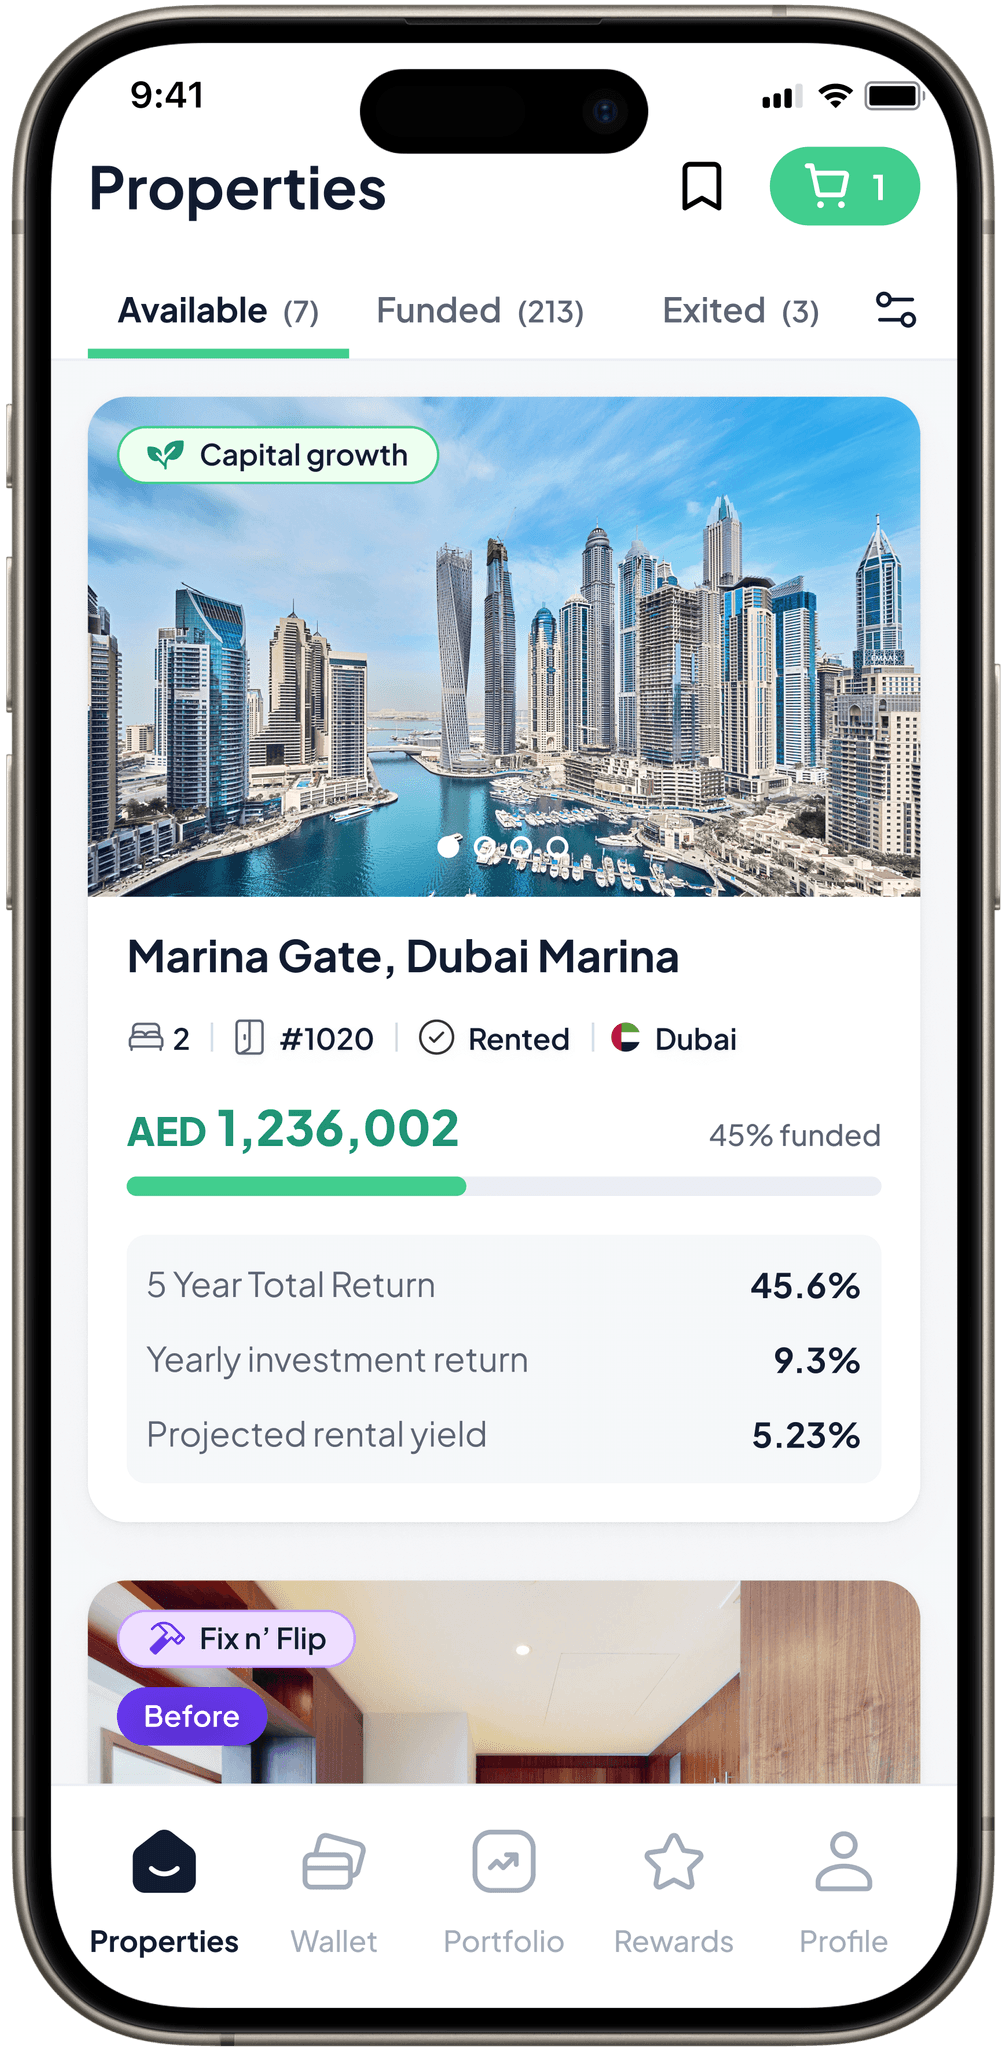 9:41
Properties
1
Available (7) Funded (213) Exited (3)
Capital growth
Marina Gate, Dubai Marina
2 #1020 Rented Dubai
AED 1,236,002 45% funded
5 Year Total Return 45.6%
Yearly investment return 9.3%
Projected rental yield 5.23%
Fix n’ Flip
Before
Properties Wallet Portfolio Rewards Profile